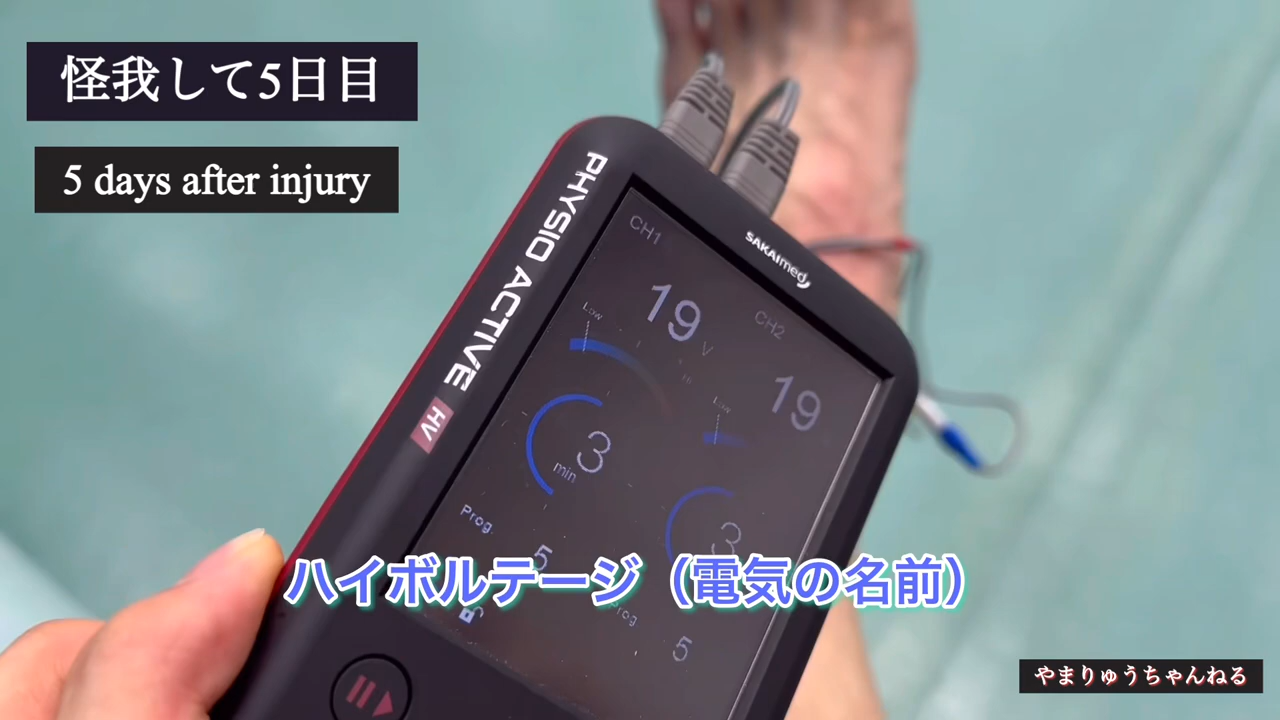 怪我して5日目
5 days after injury
PHYSIO ACTIVE
HV
SAKAImed
CH1
19 V
Low
Hi
3
min
Prog.
5
CH2
19
Low
3
Prog
5
ハイボルテージ（電気の名前）
やまりゅうちゃんねる